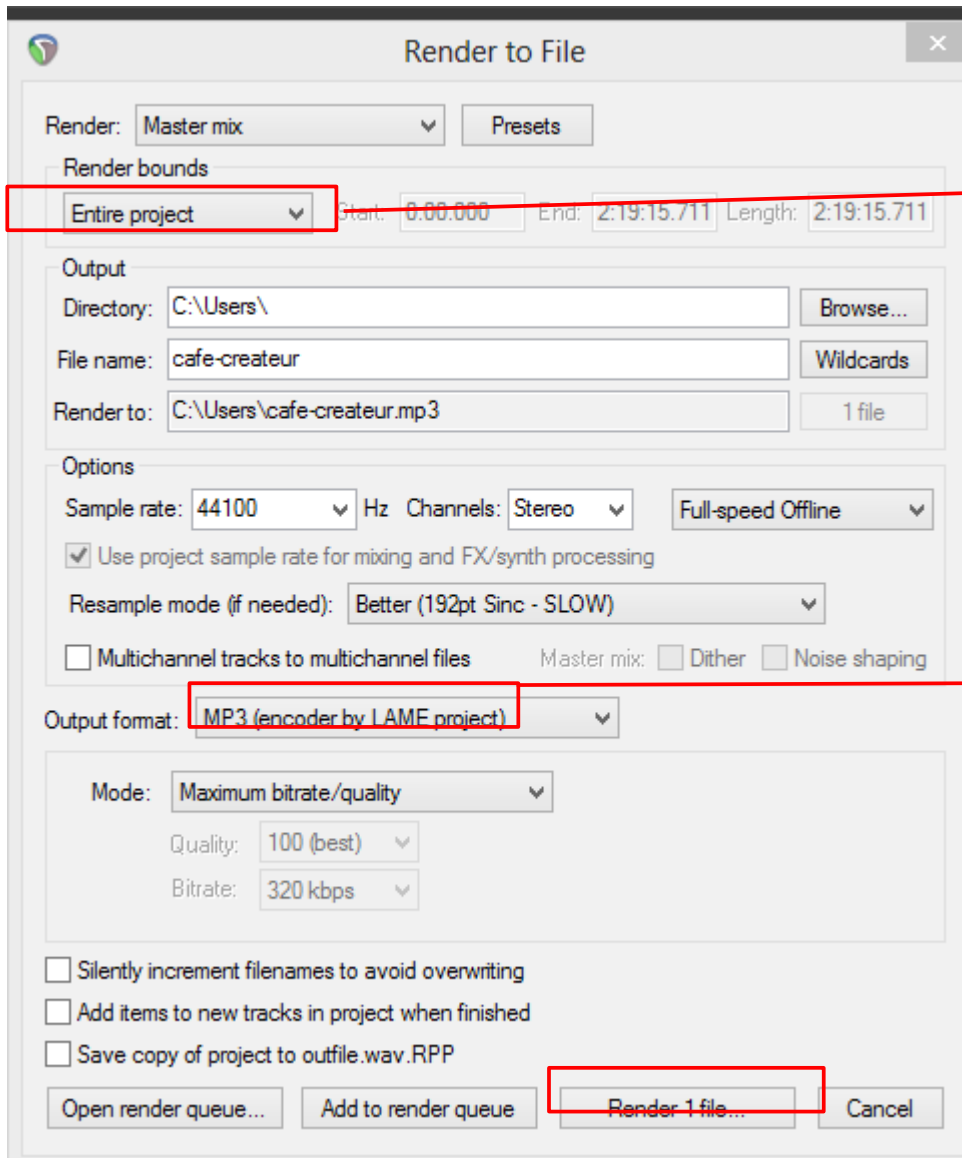 Render to File
Render: Master mix Presets
Render bounds
Entire project Start: 0:00.000 End: 2:19:15.711 Length: 2:19:15.711
Output
Directory: C:\Users\ Browse...
File name: cafe-createur Wildcards
Render to: C:\Users\cafe-createur.mp3 1 file
Options
Sample rate: 44100 Hz Channels: Stereo Full-speed Offline
Use project sample rate for mixing and FX/synth processing
Resample mode (if needed): Better (192pt Sinc - SLOW)
Multichannel tracks to multichannel files Master mix: Dither Noise shaping
Output format: MP3 (encoder by LAME project)
Mode: Maximum bitrate/quality
Quality: 100 (best)
Bitrate: 320 kbps
Silently increment filenames to avoid overwriting
Add items to new tracks in project when finished
Save copy of project to outfile.wav.RPP
Open render queue... Add to render queue Render 1 file... Cancel